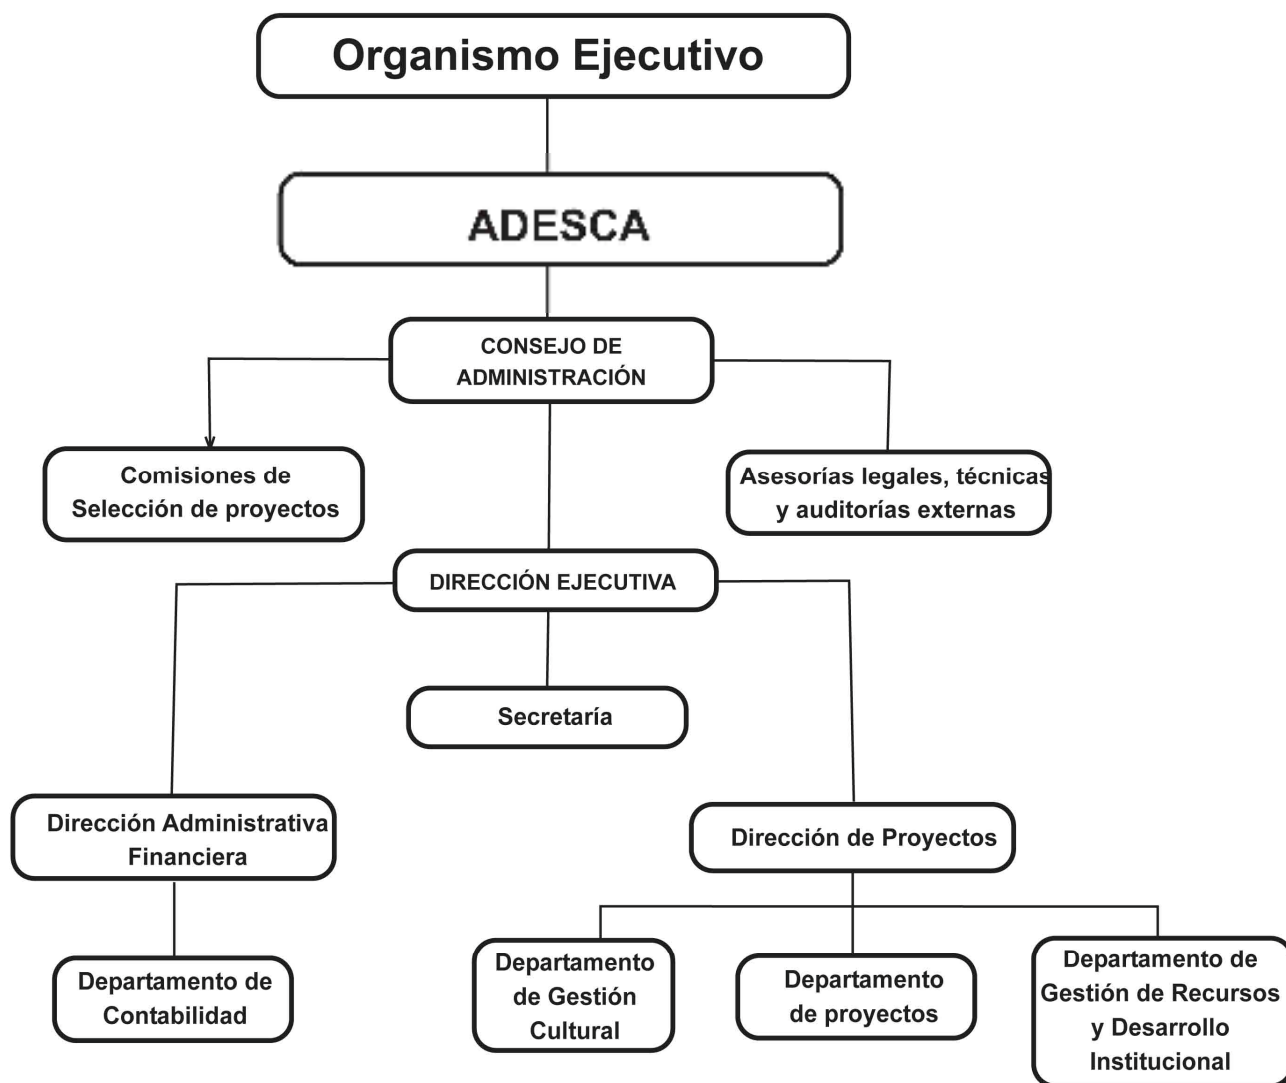 Organismo Ejecutivo
ADESCA
CONSEJO DE
ADMINISTRACIÓN
Comisiones de
Selección de proyectos
Asesorías legales, técnicas
y auditorías externas
DIRECCIÓN EJECUTIVA
Secretaría
Dirección Administrativa
Financiera
Dirección de Proyectos
Departamento de
Contabilidad
Departamento
de Gestión
Cultural
Departamento
de proyectos
Departamento de
Gestión de Recursos
y Desarrollo
Institucional